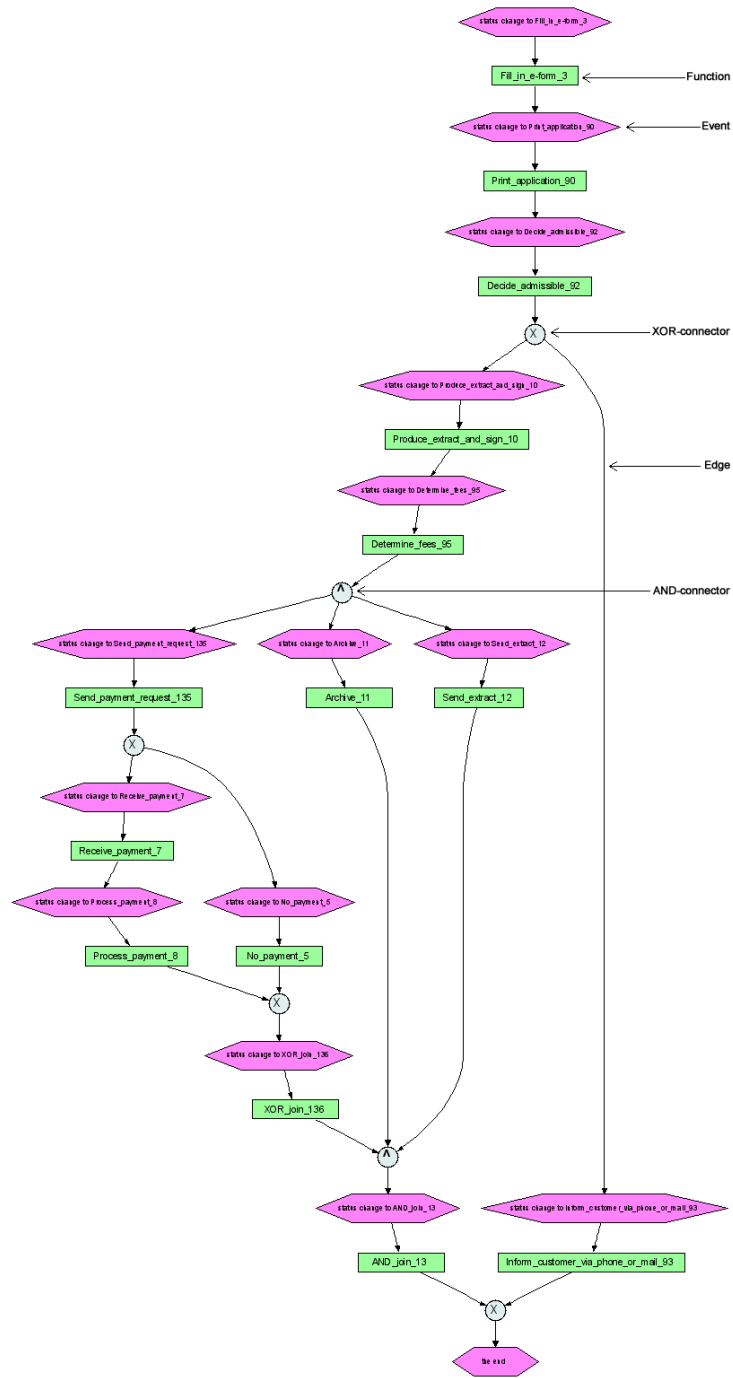 status change to Fill_in_e-form_3
Fill_in_e-form_3
Function
status change to Print_application_90
Event
Print_application_90
status change to Decide_admissible_92
Decide_admissible_92
X
XOR-connector
status change to Produce_extract_and_sign_10
Produce_extract_and_sign_10
Edge
status change to Determine_fees_95
Determine_fees_95
^
AND-connector
status change to Send_payment_request_135
status change to Archive_11
status change to Send_extract_12
Send_payment_request_135
Archive_11
Send_extract_12
X
status change to Receive_payment_7
Receive_payment_7
status change to Process_payment_8
status change to No_payment_5
Process_payment_8
No_payment_5
X
status change to XOR_join_136
XOR_join_136
^
status change to AND_join_13
status change to Inform_customer_via_phone_or_mail_93
AND_join_13
Inform_customer_via_phone_or_mail_93
X
the end